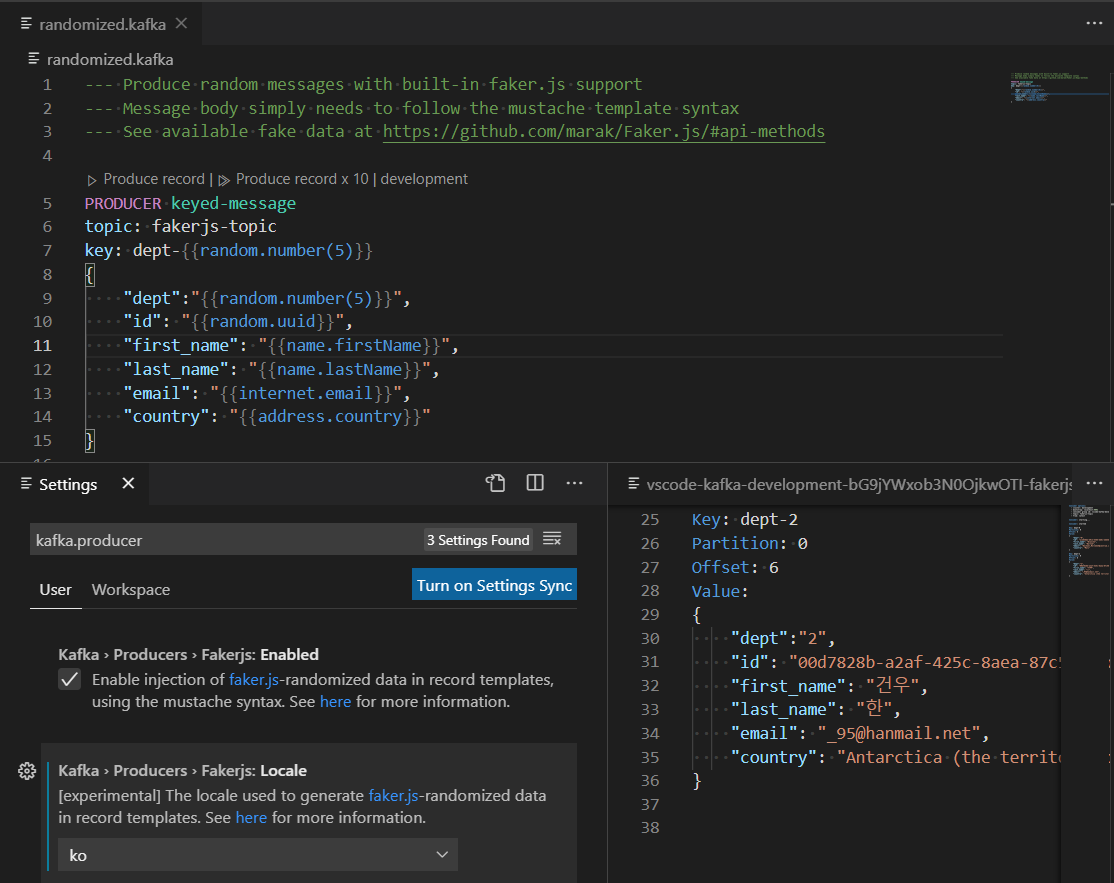 randomized.kafka
randomized.kafka
1 --- Produce random messages with built-in faker.js support
2 --- Message body simply needs to follow the mustache template syntax
3 --- See available fake data at https://github.com/marak/Faker.js/#api-methods
4
Produce record | Produce record x 10 | development
5 PRODUCER keyed-message
6 topic: fakerjs-topic
7 key: dept-{{random.number(5)}}
8 {
9 "dept":"{{random.number(5)}}",
10 "id": "{{random.uuid}}",
11 "first_name": "{{name.firstName}}",
12 "last_name": "{{name.lastName}}",
13 "email": "{{internet.email}}",
14 "country": "{{address.country}}"
15 }
Settings
kafka.producer
3 Settings Found
User Workspace
Turn on Settings Sync
Kafka › Producers › Fakerjs: Enabled
Enable injection of faker.js-randomized data in record templates,
using the mustache syntax. See here for more information.
Kafka › Producers › Fakerjs: Locale
[experimental] The locale used to generate faker.js-randomized data
in record templates. See here for more information.
ko
vscode-kafka-development-bG9jYWxob3N0OjkwOTI-fakerjs
25 Key: dept-2
26 Partition: 0
27 Offset: 6
28 Value:
29 {
30 "dept":"2",
31 "id": "00d7828b-a2af-425c-8aea-87c5
32 "first_name": "건우",
33 "last_name": "한",
34 "email": "_95@hanmail.net",
35 "country": "Antarctica (the territo
36 }
37
38